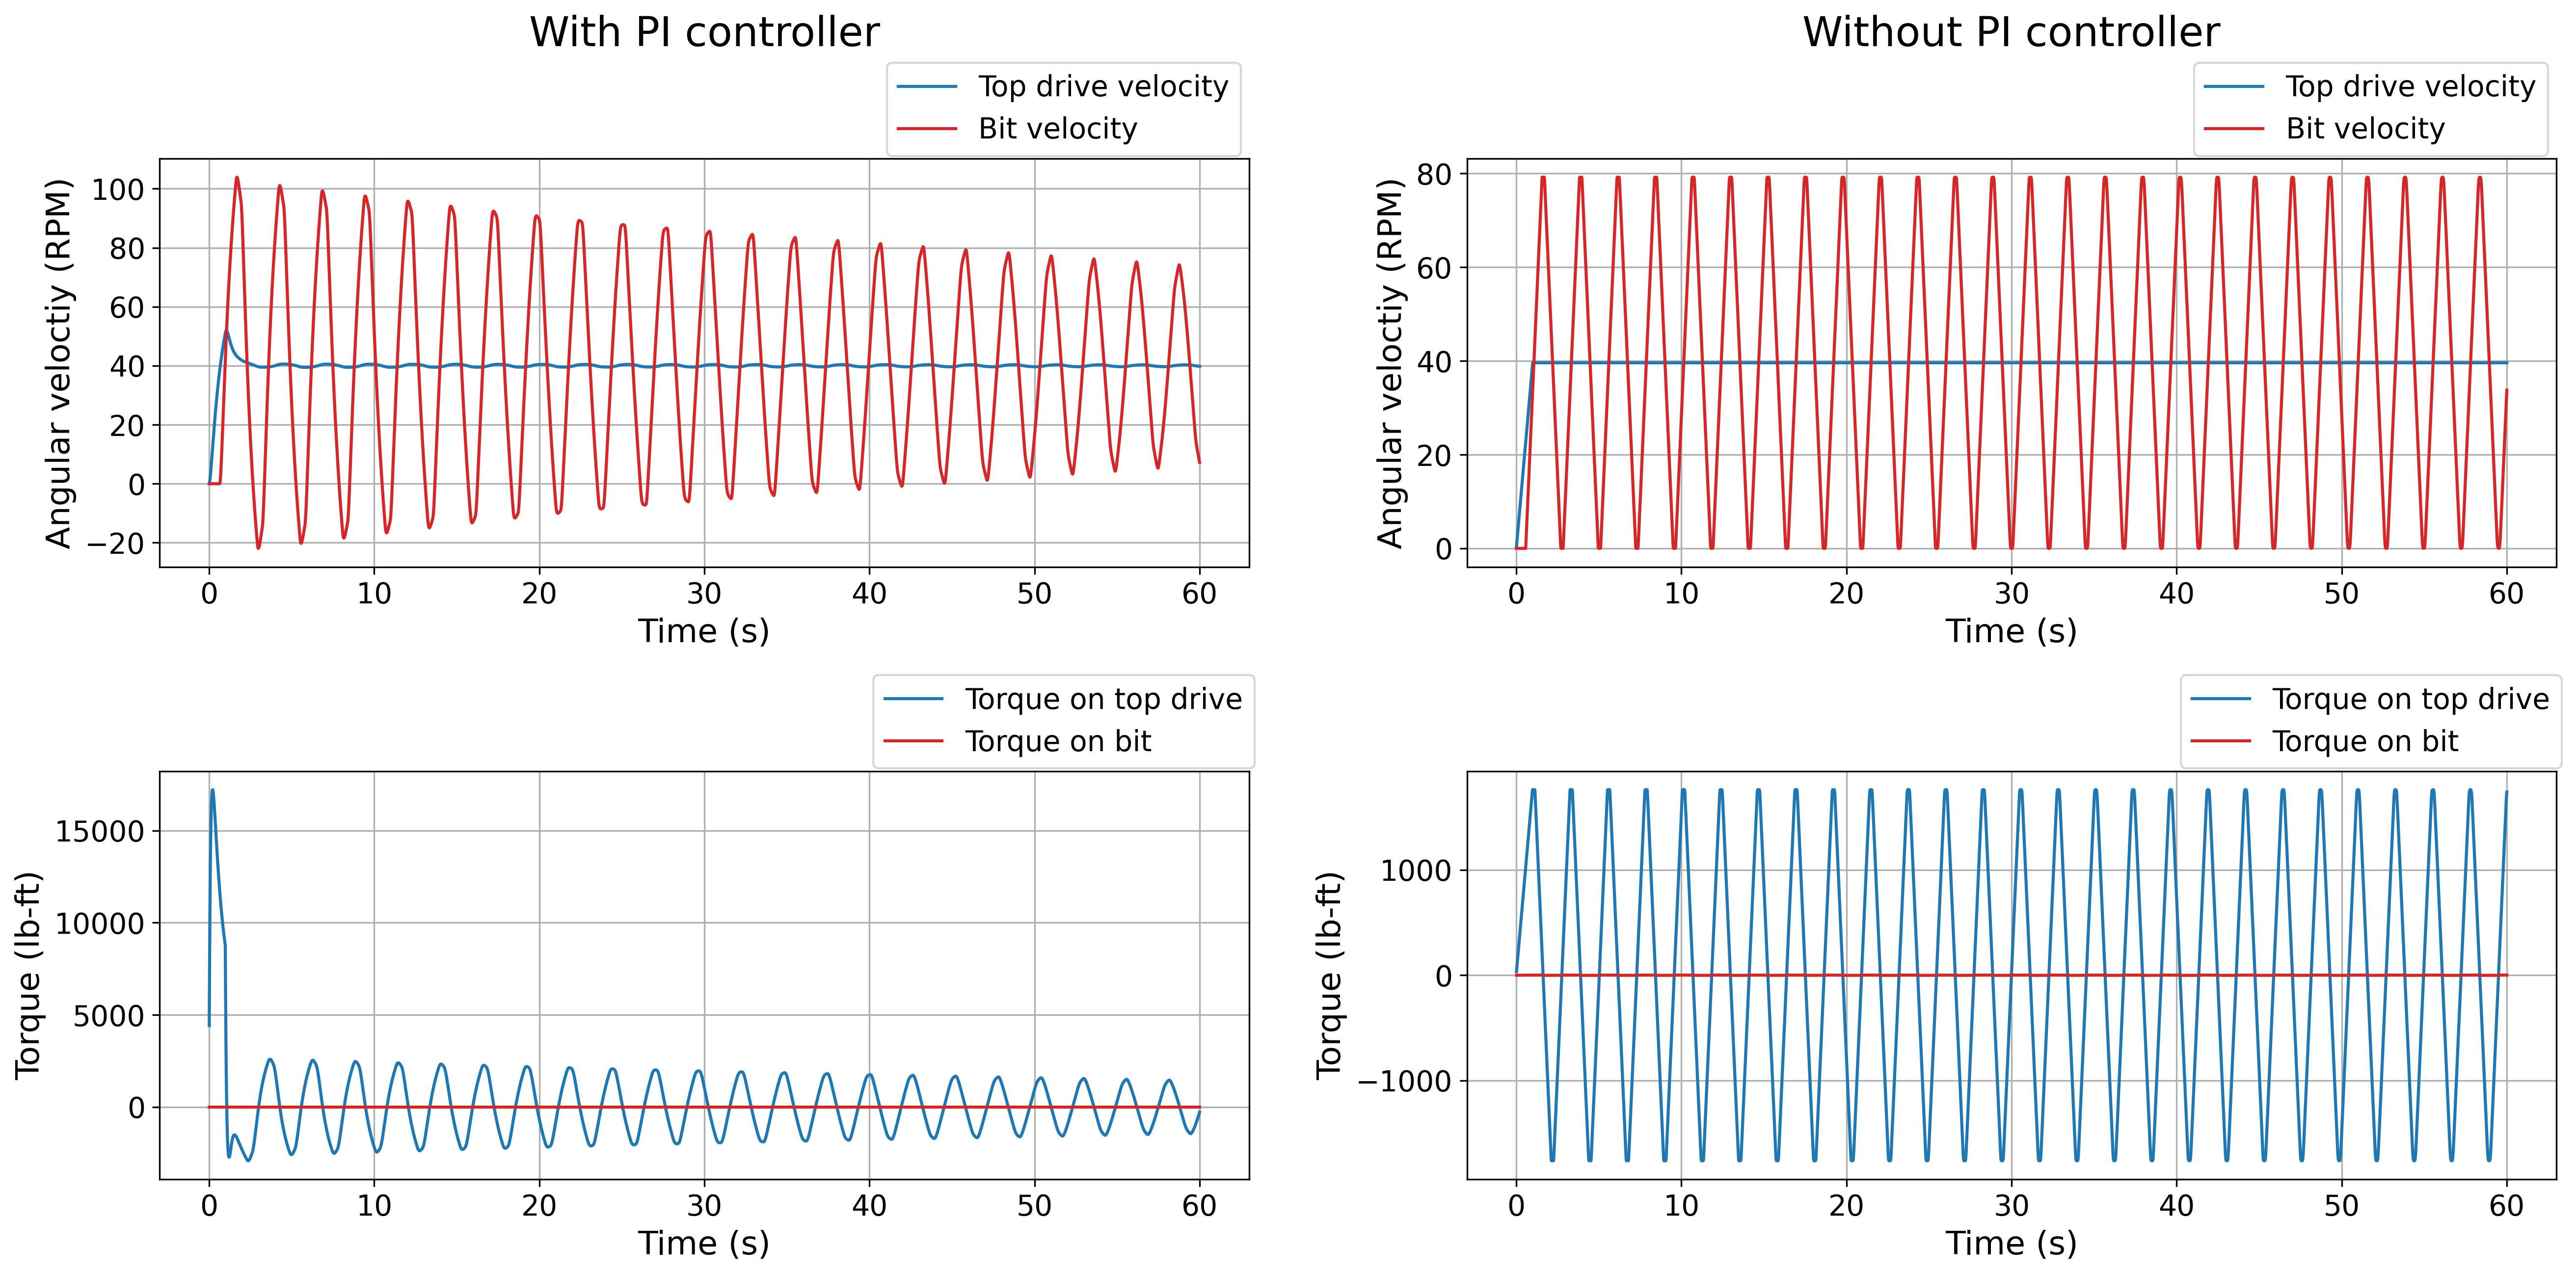 With PI controller
Top drive velocity
Bit velocity
Angular veloctiy (RPM)
100
80
60
40
20
0
−20
0 10 20 30 40 50 60
Time (s)
Without PI controller
Top drive velocity
Bit velocity
Angular veloctiy (RPM)
80
60
40
20
0
0 10 20 30 40 50 60
Time (s)
Torque on top drive
Torque on bit
Torque (lb-ft)
15000
10000
5000
0
0 10 20 30 40 50 60
Time (s)
Torque on top drive
Torque on bit
Torque (lb-ft)
1000
0
−1000
0 10 20 30 40 50 60
Time (s)